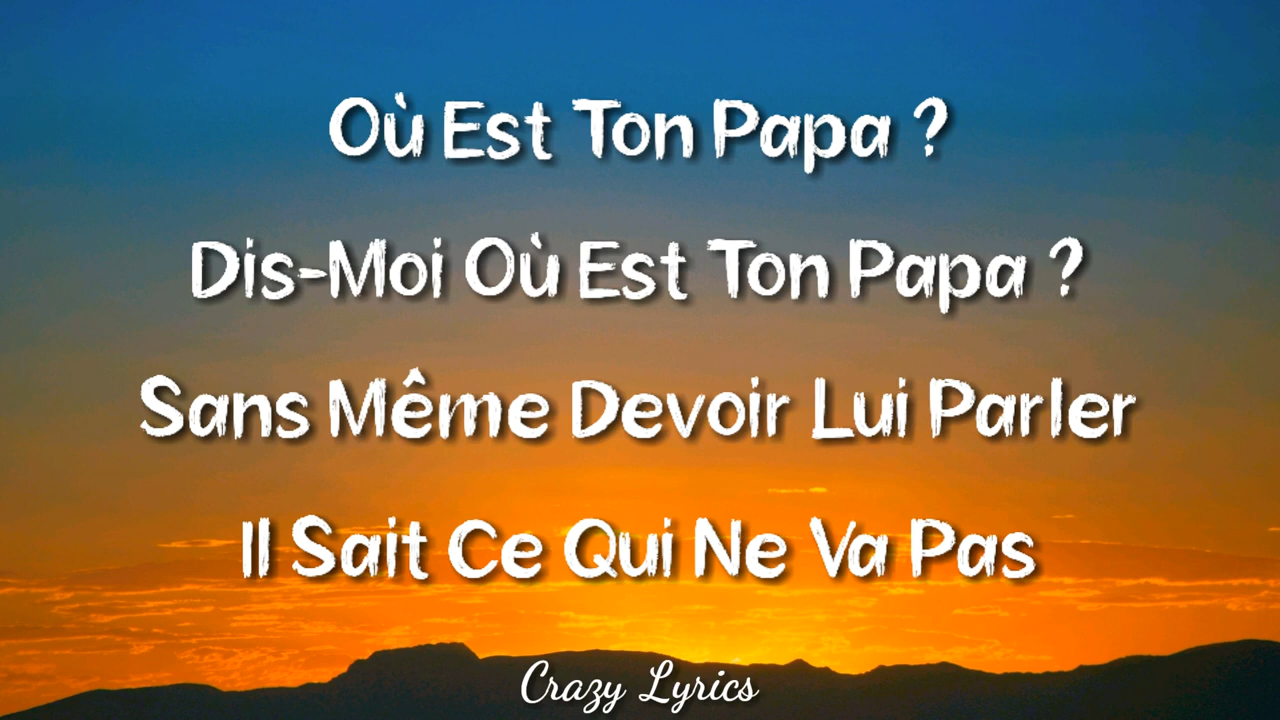 Où Est Ton Papa ?
Dis-Moi Où Est Ton Papa ?
Sans Même Devoir Lui Parler
Il Sait Ce Qui Ne Va Pas
Crazy Lyrics